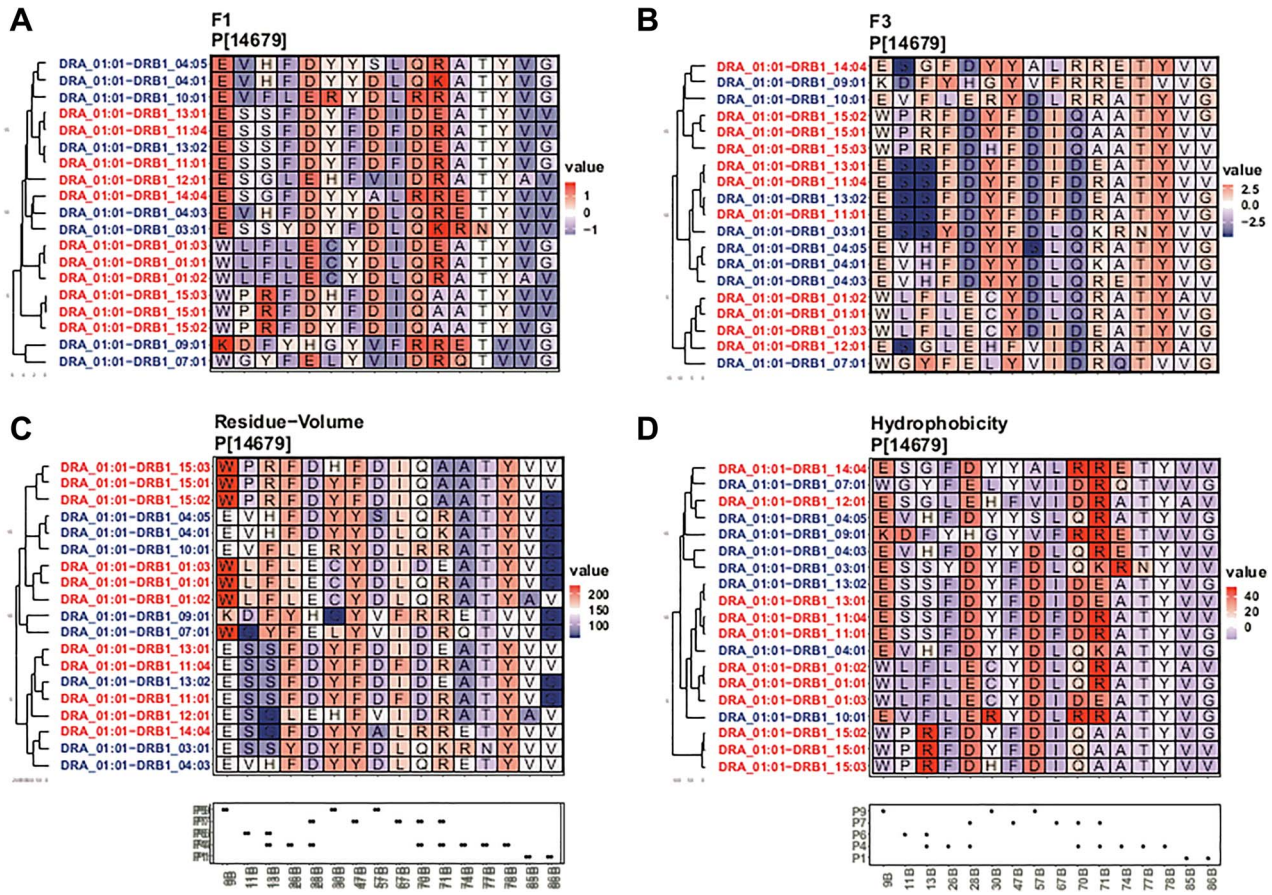 A
F1
P[14679]
DRA_01:01-DRB1_04:05 E V H F D Y Y S L Q R A T Y V G
DRA_01:01-DRB1_04:01 E V H F D Y Y D L Q K A T Y V G
DRA_01:01-DRB1_10:01 E V F L E R Y D L R R A T Y V G
DRA_01:01-DRB1_13:01 E S S F D Y F D I D E A T Y V V
DRA_01:01-DRB1_11:04 E S S F D Y F D F D R A T Y V V
DRA_01:01-DRB1_13:02 E S S F D Y F D I D E A T Y V G
DRA_01:01-DRB1_11:01 E S S F D Y F D F D R A T Y V G
DRA_01:01-DRB1_12:01 E S G L E H F V I D R A T Y A V
DRA_01:01-DRB1_14:04 E S G F D Y Y A L R R E T Y V V
DRA_01:01-DRB1_04:03 E V H F D Y Y D L Q R E T Y V V
DRA_01:01-DRB1_03:01 E S S Y D Y F D L Q K R N Y V V
DRA_01:01-DRB1_01:03 W L F L E C Y D I D E A T Y V G
DRA_01:01-DRB1_01:01 W L F L E C Y D L Q R A T Y V G
DRA_01:01-DRB1_01:02 W L F L E C Y D L Q R A T Y A V
DRA_01:01-DRB1_15:03 W P R F D H F D I Q A A T Y V V
DRA_01:01-DRB1_15:01 W P R F D Y F D I Q A A T Y V V
DRA_01:01-DRB1_15:02 W P R F D Y F D I Q A A T Y V G
DRA_01:01-DRB1_09:01 K D F Y H G Y V F R R E T V V G
DRA_01:01-DRB1_07:01 W G Y F E L Y V I D R Q T V V G
value
1
0
-1
B
F3
P[14679]
DRA_01:01-DRB1_14:04 E S G F D Y Y A L R R E T Y V V
DRA_01:01-DRB1_09:01 K D F Y H G Y V F R R E T V V G
DRA_01:01-DRB1_10:01 E V F L E R Y D L R R A T Y V G
DRA_01:01-DRB1_15:02 W P R F D Y F D I Q A A T Y V G
DRA_01:01-DRB1_15:01 W P R F D Y F D I Q A A T Y V V
DRA_01:01-DRB1_15:03 W P R F D H F D I Q A A T Y V V
DRA_01:01-DRB1_13:01 E S S F D Y F D I D E A T Y V V
DRA_01:01-DRB1_11:04 E S S F D Y F D F D R A T Y V V
DRA_01:01-DRB1_13:02 E S S F D Y F D I D E A T Y V G
DRA_01:01-DRB1_11:01 E S S F D Y F D F D R A T Y V G
DRA_01:01-DRB1_03:01 E S S Y D Y F D L Q K R N Y V V
DRA_01:01-DRB1_04:05 E V H F D Y Y S L Q R A T Y V G
DRA_01:01-DRB1_04:01 E V H F D Y Y D L Q K A T Y V G
DRA_01:01-DRB1_04:03 E V H F D Y Y D L Q R E T Y V V
DRA_01:01-DRB1_01:02 W L F L E C Y D L Q R A T Y A V
DRA_01:01-DRB1_01:01 W L F L E C Y D L Q R A T Y V G
DRA_01:01-DRB1_01:03 W L F L E C Y D I D E A T Y V G
DRA_01:01-DRB1_12:01 E S G L E H F V I D R A T Y A V
DRA_01:01-DRB1_07:01 W G Y F E L Y V I D R Q T V V G
value
2.5
0.0
-2.5
C
Residue-Volume
P[14679]
DRA_01:01-DRB1_15:03 W P R F D H F D I Q A A T Y V V
DRA_01:01-DRB1_15:01 W P R F D Y F D I Q A A T Y V V
DRA_01:01-DRB1_15:02 W P R F D Y F D I Q A A T Y V G
DRA_01:01-DRB1_04:05 E V H F D Y Y S L Q R A T Y V G
DRA_01:01-DRB1_04:01 E V H F D Y Y D L Q K A T Y V G
DRA_01:01-DRB1_10:01 E V F L E R Y D L R R A T Y V G
DRA_01:01-DRB1_01:03 W L F L E C Y D I D E A T Y V G
DRA_01:01-DRB1_01:01 W L F L E C Y D L Q R A T Y V G
DRA_01:01-DRB1_01:02 W L F L E C Y D L Q R A T Y A V
DRA_01:01-DRB1_09:01 K D F Y H G Y V F R R E T V V G
DRA_01:01-DRB1_07:01 W G Y F E L Y V I D R Q T V V G
DRA_01:01-DRB1_13:01 E S S F D Y F D I D E A T Y V V
DRA_01:01-DRB1_11:04 E S S F D Y F D F D R A T Y V V
DRA_01:01-DRB1_13:02 E S S F D Y F D I D E A T Y V G
DRA_01:01-DRB1_11:01 E S S F D Y F D F D R A T Y V G
DRA_01:01-DRB1_12:01 E S G L E H F V I D R A T Y A V
DRA_01:01-DRB1_14:04 E S G F D Y Y A L R R E T Y V V
DRA_01:01-DRB1_03:01 E S S Y D Y F D L Q K R N Y V V
DRA_01:01-DRB1_04:03 E V H F D Y Y D L Q R E T Y V V
value
200
150
100
D
Hydrophobicity
P[14679]
DRA_01:01-DRB1_14:04 E S G F D Y Y A L R R E T Y V V
DRA_01:01-DRB1_07:01 W G Y F E L Y V I D R Q T V V G
DRA_01:01-DRB1_12:01 E S G L E H F V I D R A T Y A V
DRA_01:01-DRB1_04:05 E V H F D Y Y S L Q R A T Y V G
DRA_01:01-DRB1_09:01 K D F Y H G Y V F R R E T V V G
DRA_01:01-DRB1_04:03 E V H F D Y Y D L Q R E T Y V V
DRA_01:01-DRB1_03:01 E S S Y D Y F D L Q K R N Y V V
DRA_01:01-DRB1_13:02 E S S F D Y F D I D E A T Y V G
DRA_01:01-DRB1_13:01 E S S F D Y F D I D E A T Y V V
DRA_01:01-DRB1_11:04 E S S F D Y F D F D R A T Y V V
DRA_01:01-DRB1_11:01 E S S F D Y F D F D R A T Y V G
DRA_01:01-DRB1_04:01 E V H F D Y Y D L Q K A T Y V G
DRA_01:01-DRB1_01:02 W L F L E C Y D L Q R A T Y A V
DRA_01:01-DRB1_01:01 W L F L E C Y D L Q R A T Y V G
DRA_01:01-DRB1_01:03 W L F L E C Y D I D E A T Y V G
DRA_01:01-DRB1_10:01 E V F L E R Y D L R R A T Y V G
DRA_01:01-DRB1_15:02 W P R F D Y F D I Q A A T Y V G
DRA_01:01-DRB1_15:01 W P R F D Y F D I Q A A T Y V V
DRA_01:01-DRB1_15:03 W P R F D H F D I Q A A T Y V V
value
40
20
0
P9
P7
P6
P4
P1
9B 11B 13B 26B 28B 30B 47B 57B 67B 70B 71B 74B 77B 78B 85B 86B